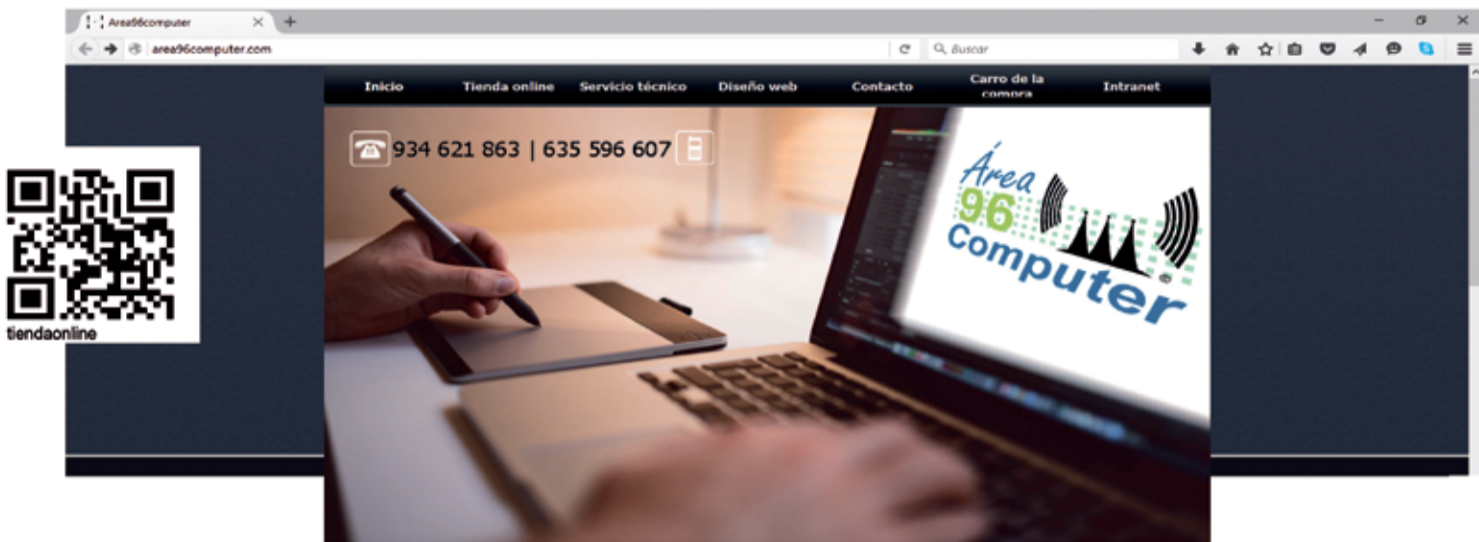 Area96computer
area96computer.com
Buscar
Inicio
Tienda online
Servicio técnico
Diseño web
Contacto
Carro de la
compra
Intranet
934 621 863 | 635 596 607
Área
96
Computer
®
tiendaonline